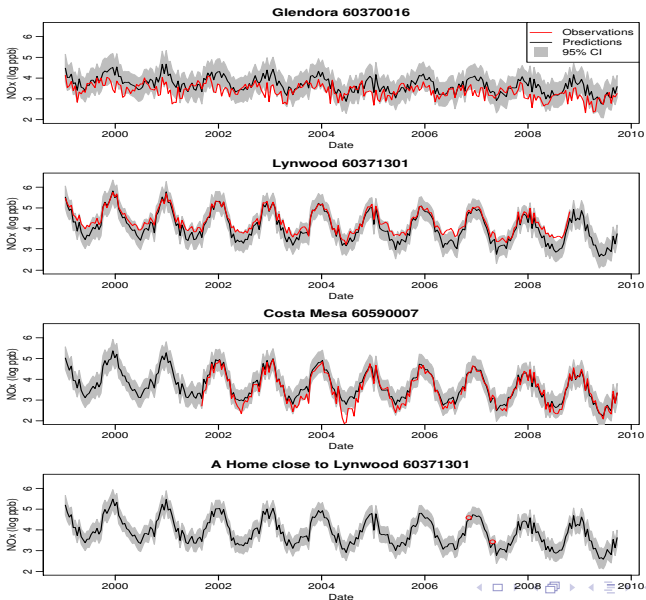 Glendora 60370016
NOx (log ppb)
6
5
4
3
2
Observations
Predictions
95% CI
2000 2002 2004 2006 2008 2010
Date
Lynwood 60371301
NOx (log ppb)
6
5
4
3
2
2000 2002 2004 2006 2008 2010
Date
Costa Mesa 60590007
NOx (log ppb)
6
5
4
3
2
2000 2002 2004 2006 2008 2010
Date
A Home close to Lynwood 60371301
NOx (log ppb)
6
5
4
3
2
2000 2002 2004 2006 2008 2010
Date